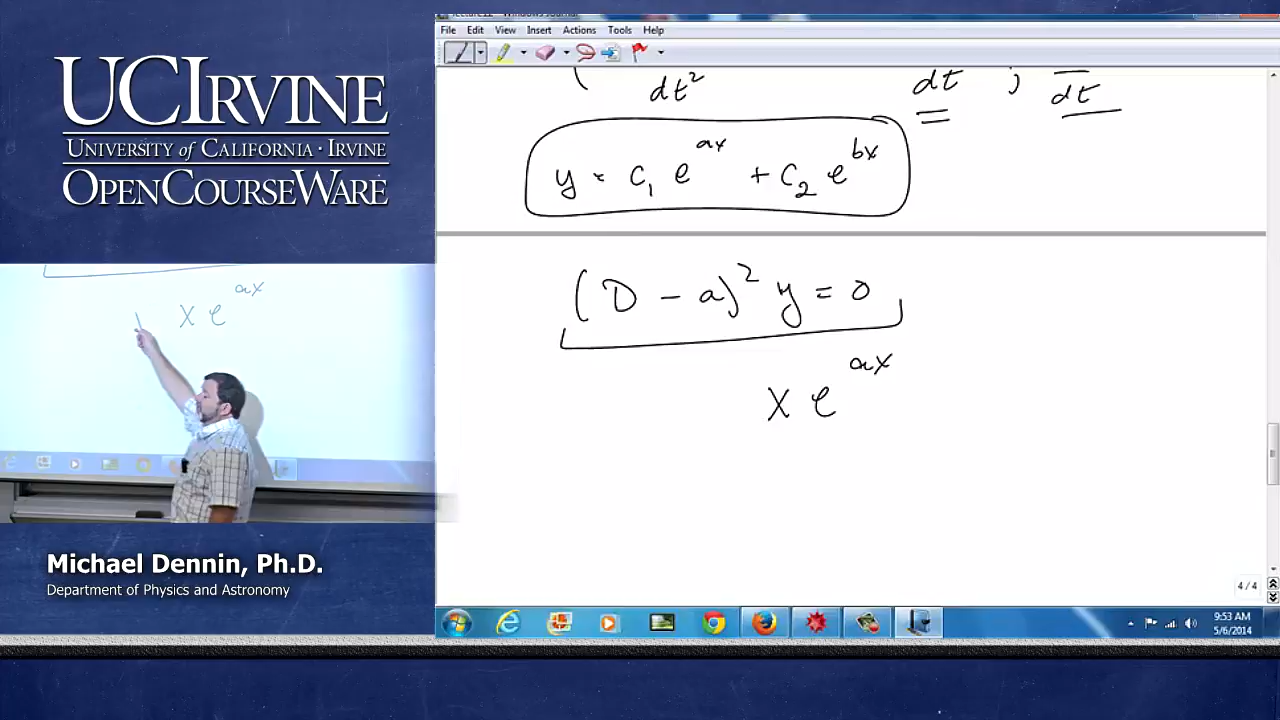 UCIRVINE
UNIVERSITY of CALIFORNIA · IRVINE
OPENCOURSEWARE
x e^{ax}
Michael Dennin, Ph.D.
Department of Physics and Astronomy
File Edit View Insert Actions Tools Help
dt² dt ; dt
y = c₁ e^{ax} + c₂ e^{bx}
(D - a)² y = 0
x e^{ax}
4/4
9:53 AM
5/6/2014